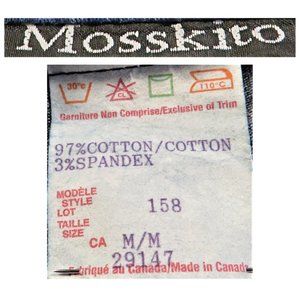 Mosskito
30°C
CL
110°C
Garniture Non Comprise/Exclusive of Trim
97%COTTON/COTTON
3%SPANDEX
MODÈLE
STYLE
LOT
158
TAILLE
SIZE
CA M/M
29147
Fabriqué au Canada/Made in Canada